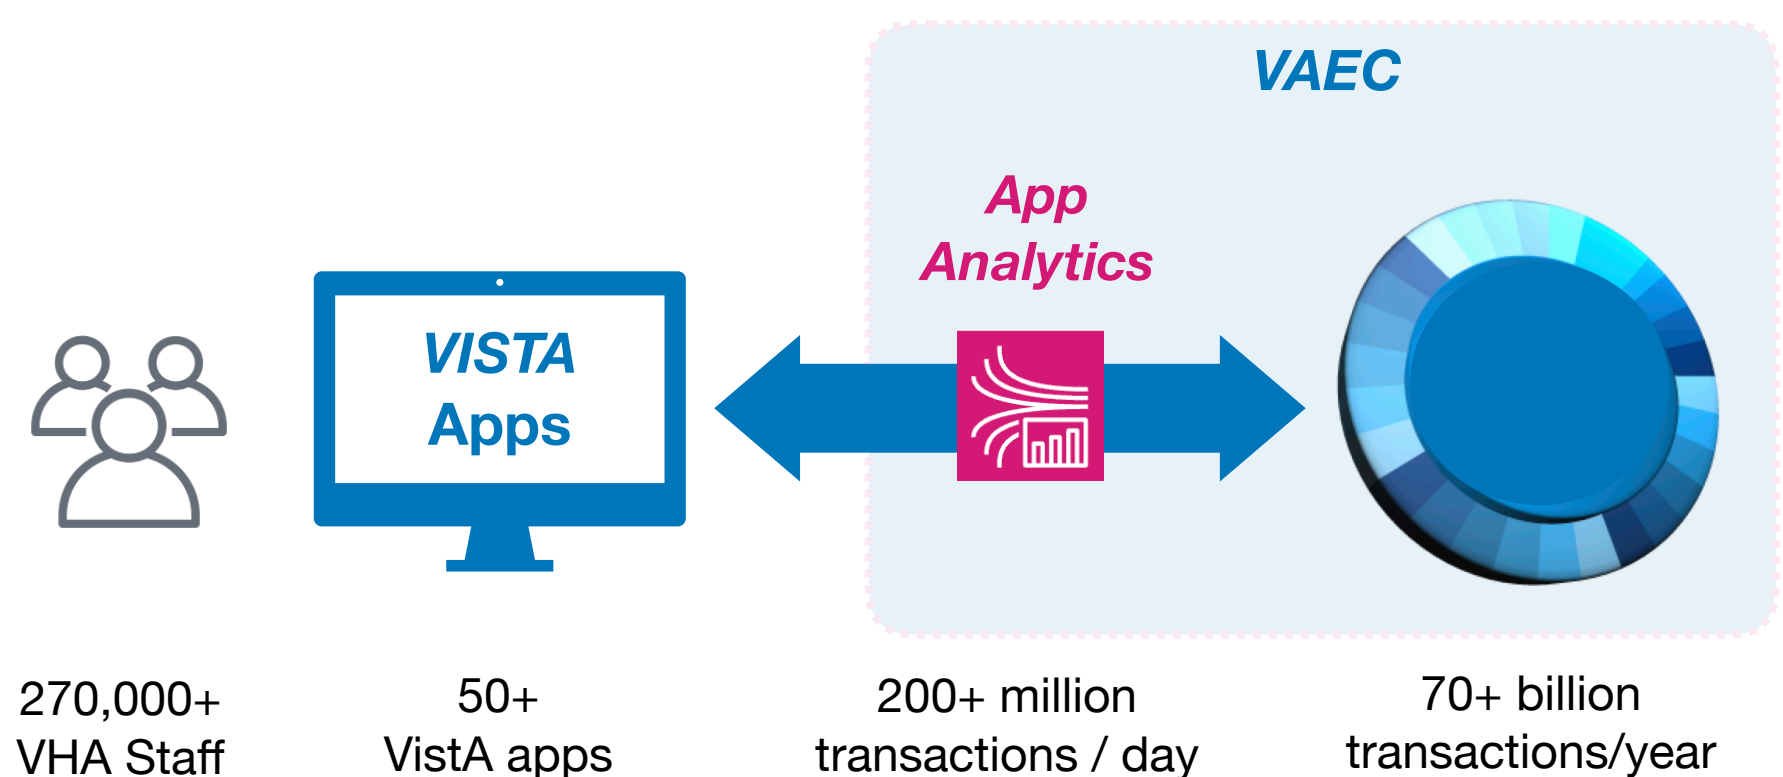 VAEC
App
Analytics
VISTA
Apps
270,000+
VHA Staff
50+
VistA apps
200+ million
transactions / day
70+ billion
transactions/year